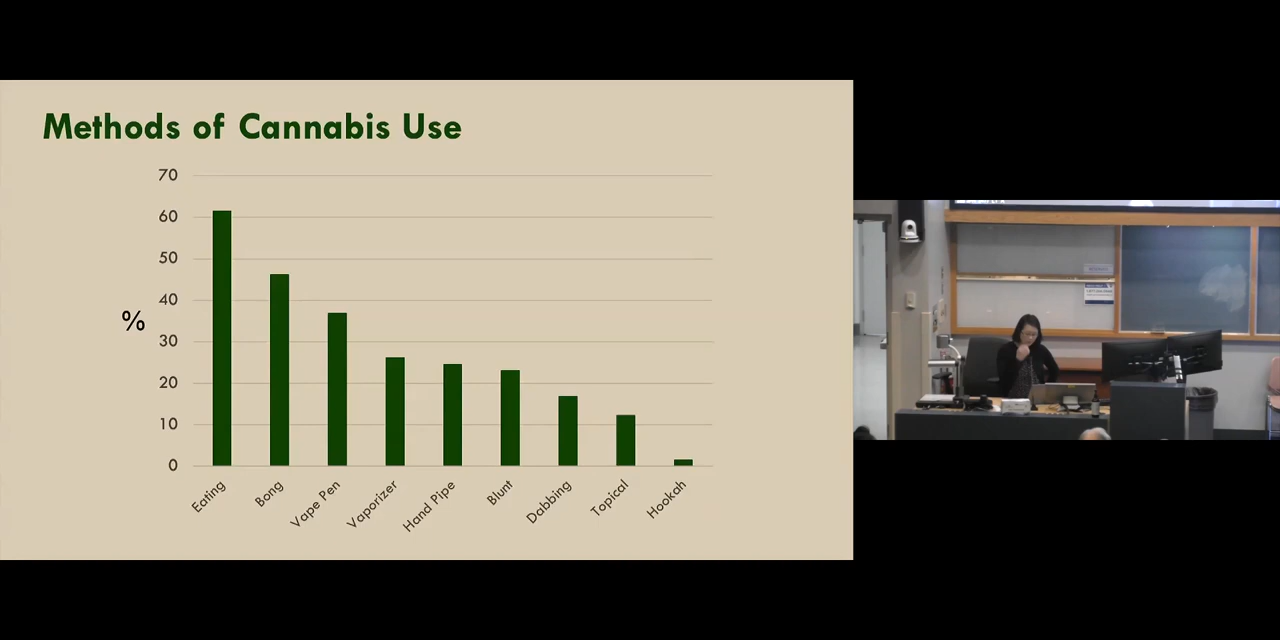 Methods of Cannabis Use
70
60
50
40
30
20
10
0
%
Eating
Bong
Vape Pen
Vaporizer
Hand Pipe
Blunt
Dabbing
Topical
Hookah